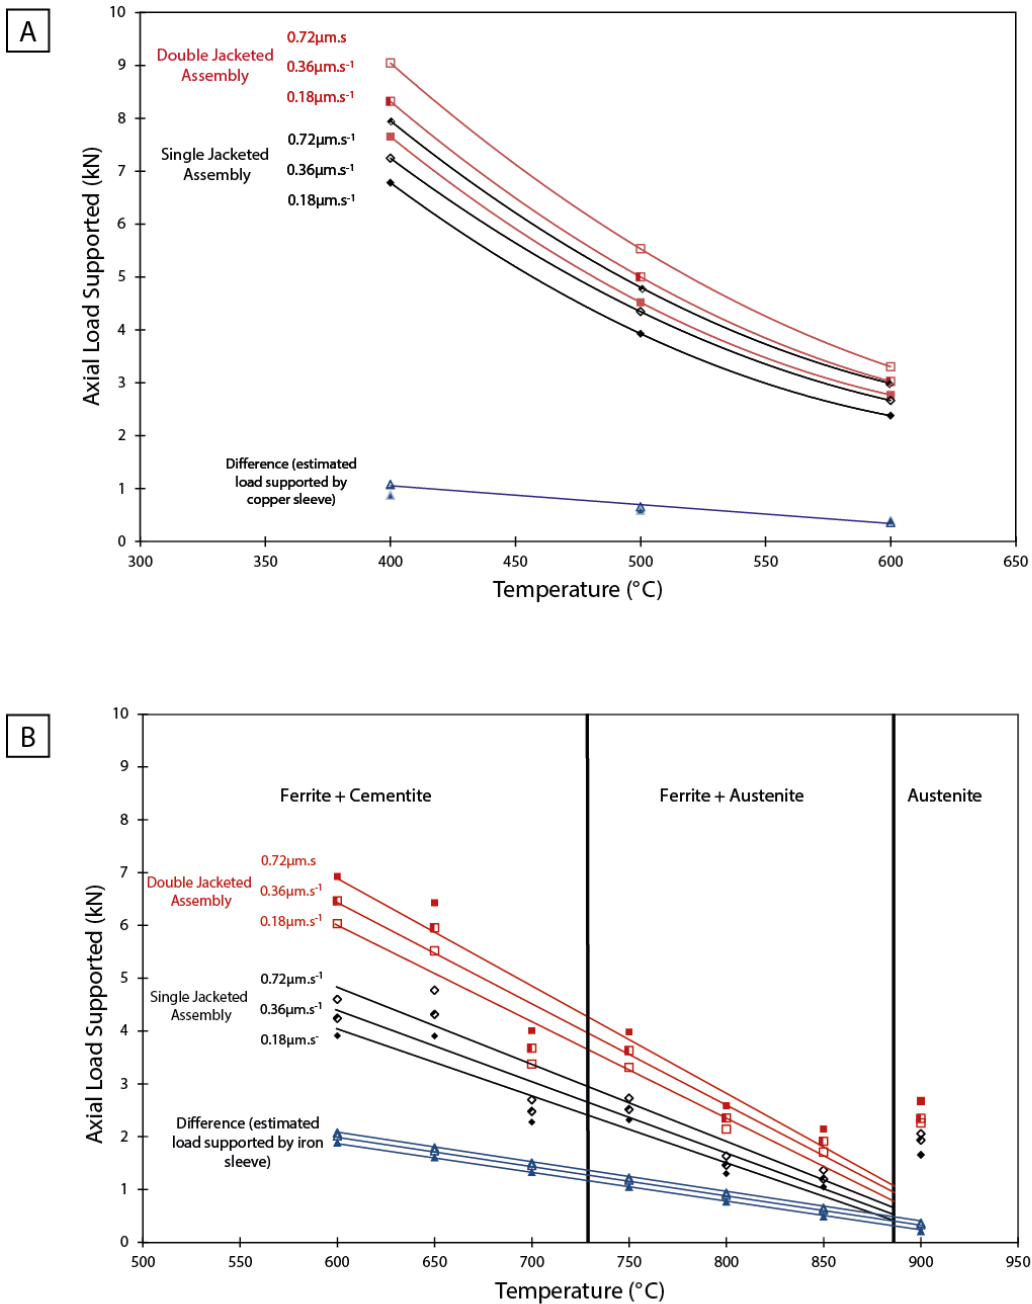 A
10
9
8
7
6
5
4
3
2
1
0
Axial Load Supported (kN)
Double Jacketed
Assembly
0.72µm.s
0.36µm.s-1
0.18µm.s-1
Single Jacketed
Assembly
0.72µm.s-1
0.36µm.s-1
0.18µm.s-1
Difference (estimated
load supported by
copper sleeve)
300
350
400
450
500
550
600
650
Temperature (°C)
B
10
9
8
7
6
5
4
3
2
1
0
Axial Load Supported (kN)
Ferrite + Cementite
Ferrite + Austenite
Austenite
Double Jacketed
Assembly
0.72µm.s
0.36µm.s-1
0.18µm.s-1
Single Jacketed
Assembly
0.72µm.s-1
0.36µm.s-1
0.18µm.s-
Difference (estimated
load supported by iron
sleeve)
500
550
600
650
700
750
800
850
900
950
Temperature (°C)